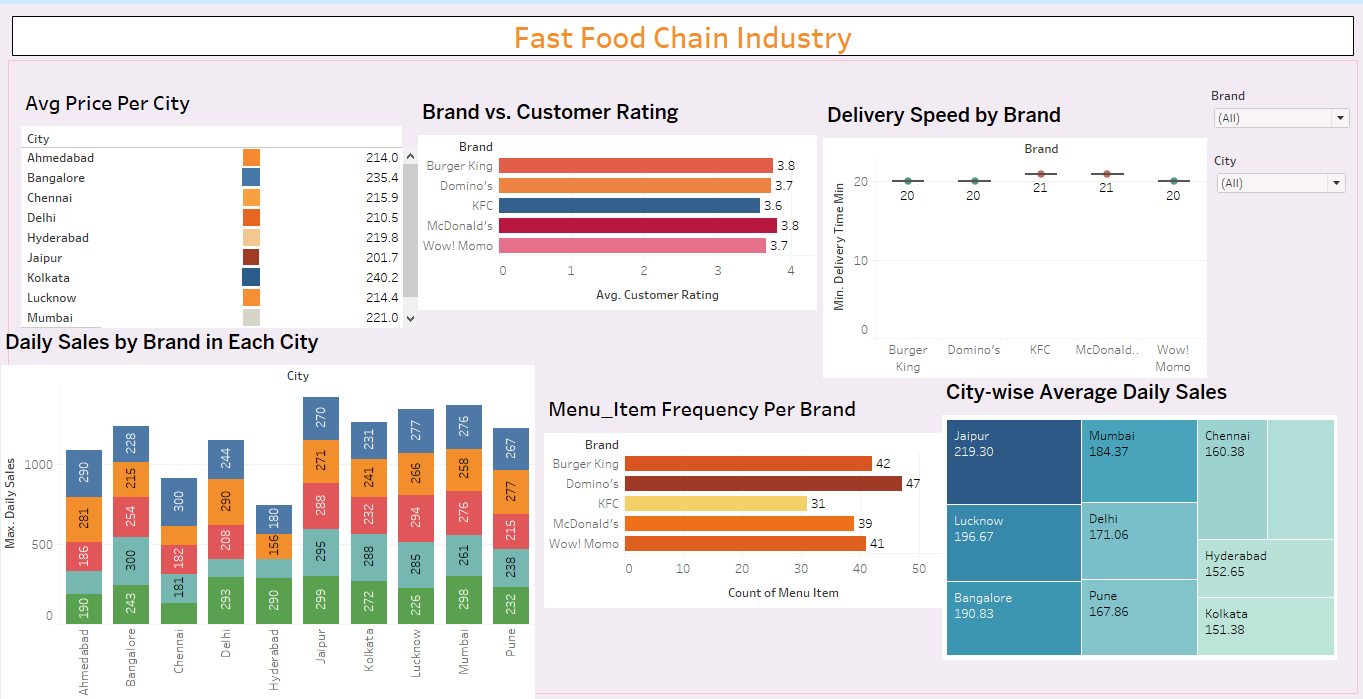 Fast Food Chain Industry
Avg Price Per City
City
Ahmedabad 214.0
Bangalore 235.4
Chennai 215.9
Delhi 210.5
Hyderabad 219.8
Jaipur 201.7
Kolkata 240.2
Lucknow 214.4
Mumbai 221.0
Brand vs. Customer Rating
Brand
Burger King 3.8
Domino's 3.7
KFC 3.6
McDonald's 3.8
Wow! Momo 3.7
0 1 2 3 4
Avg. Customer Rating
Delivery Speed by Brand
Brand
Min. Delivery Time Min
20
10
0
20 20 21 21 20
Burger King
Domino's
KFC
McDonald..
Wow! Momo
Brand
(All)
City
(All)
Daily Sales by Brand in Each City
City
Max. Daily Sales
1000
500
0
290 281 186 190
228 215 254 300 243
300 182 181
244 290 208 293
180 156 290
270 271 288 295 299
231 241 232 288 272
277 266 294 285 226
276 258 276 261 298
267 277 215 238 232
Ahmedabad
Bangalore
Chennai
Delhi
Hyderabad
Jaipur
Kolkata
Lucknow
Mumbai
Pune
Menu_Item Frequency Per Brand
Brand
Burger King 42
Domino's 47
KFC 31
McDonald's 39
Wow! Momo 41
0 10 20 30 40 50
Count of Menu Item
City-wise Average Daily Sales
Jaipur
219.30
Lucknow
196.67
Bangalore
190.83
Mumbai
184.37
Delhi
171.06
Pune
167.86
Chennai
160.38
Hyderabad
152.65
Kolkata
151.38